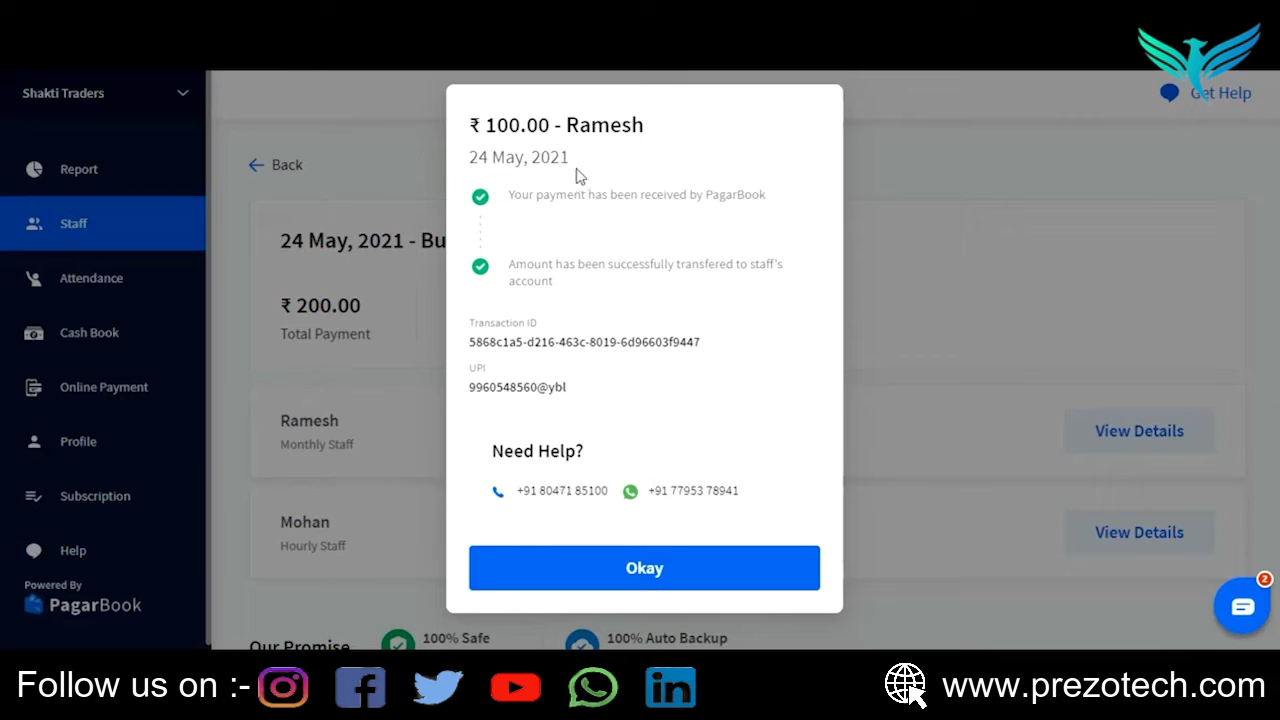 Shakti Traders
Get Help
Report
Staff
Attendance
Cash Book
Online Payment
Profile
Subscription
Help
Powered By
PagarBook
Back
24 May, 2021 - Bu
₹ 200.00
Total Payment
Ramesh
Monthly Staff
View Details
Mohan
Hourly Staff
View Details
Our Promise
100% Safe
100% Auto Backup
₹ 100.00 - Ramesh
24 May, 2021
Your payment has been received by PagarBook
Amount has been successfully transfered to staff's
account
Transaction ID
5868c1a5-d216-463c-8019-6d96603f9447
UPI
9960548560@ybl
Need Help?
+91 80471 85100
+91 77953 78941
Okay
2
Follow us on :-
www.prezotech.com